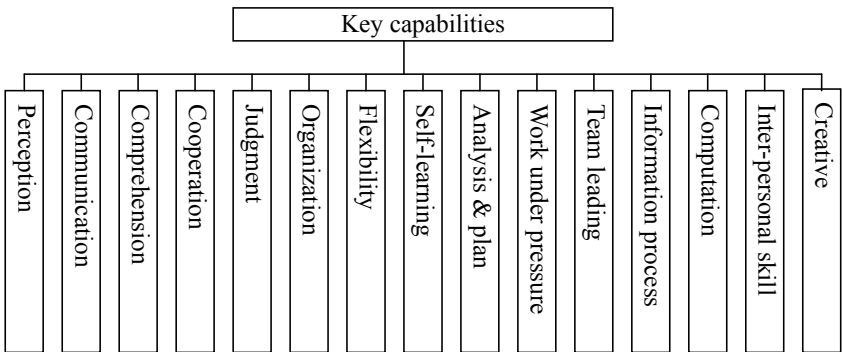 Key capabilities
Perception
Communication
Comprehension
Cooperation
Judgment
Organization
Flexibility
Self-learning
Analysis & plan
Work under pressure
Team leading
Information process
Computation
Inter-personal skill
Creative